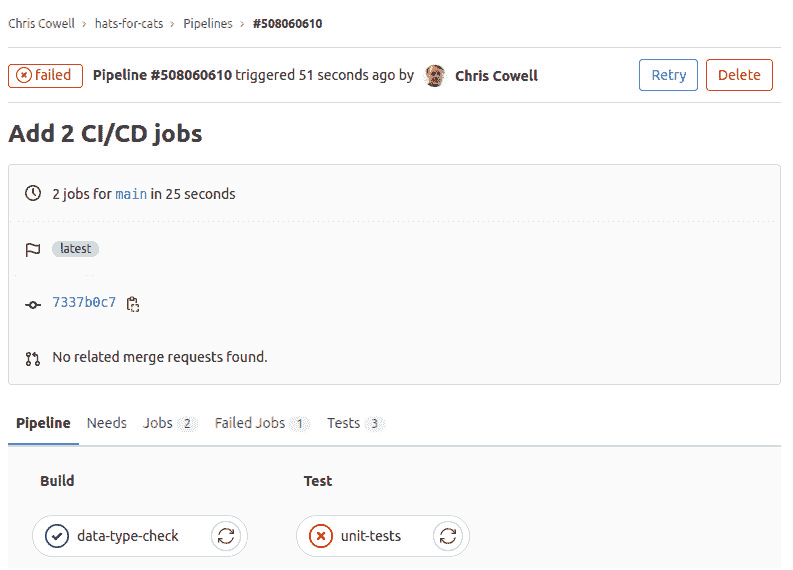 Chris Cowell › hats-for-cats › Pipelines › #508060610
failed Pipeline #508060610 triggered 51 seconds ago by Chris Cowell Retry Delete
Add 2 CI/CD jobs
2 jobs for main in 25 seconds
latest
7337b0c7
No related merge requests found.
Pipeline Needs Jobs 2 Failed Jobs 1 Tests 3
Build Test
data-type-check unit-tests